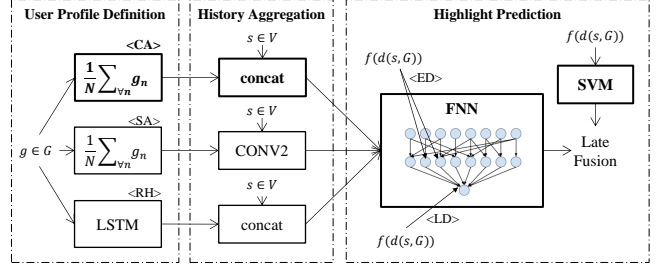 User Profile Definition
History Aggregation
Highlight Prediction
<CA>
1/N ∑∀n gn
s ∈ V
concat
f(d(s,G))
<ED>
FNN
f(d(s,G))
SVM
g ∈ G
<SA>
1/N ∑∀n gn
s ∈ V
CONV2
Late
Fusion
<RH>
LSTM
s ∈ V
concat
<LD>
f(d(s,G))